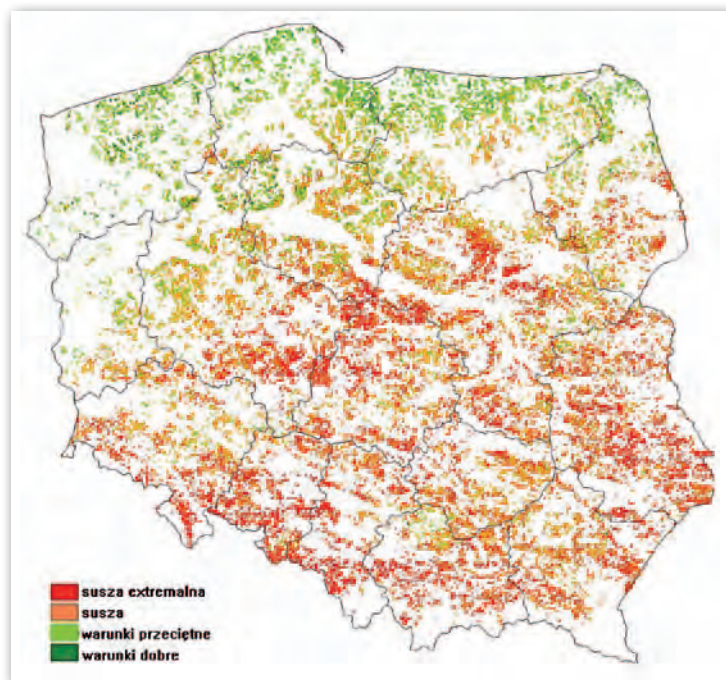 susza extremalna
susza
warunki przeciętne
warunki dobre